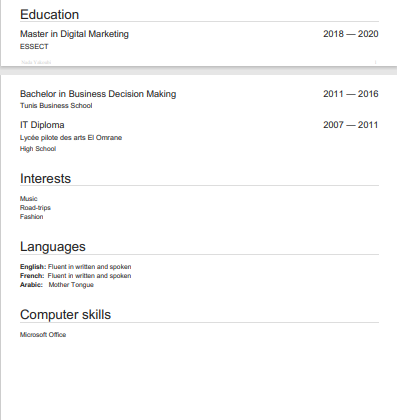 Education
Master in Digital Marketing 2018 — 2020
ESSECT
1
Bachelor in Business Decision Making 2011 — 2016
Tunis Business School
IT Diploma 2007 — 2011
Lycée pilote des arts El Omrane
High School
Interests
Music
Road-trips
Fashion
Languages
English: Fluent in written and spoken
French: Fluent in written and spoken
Arabic: Mother Tongue
Computer skills
Microsoft Office